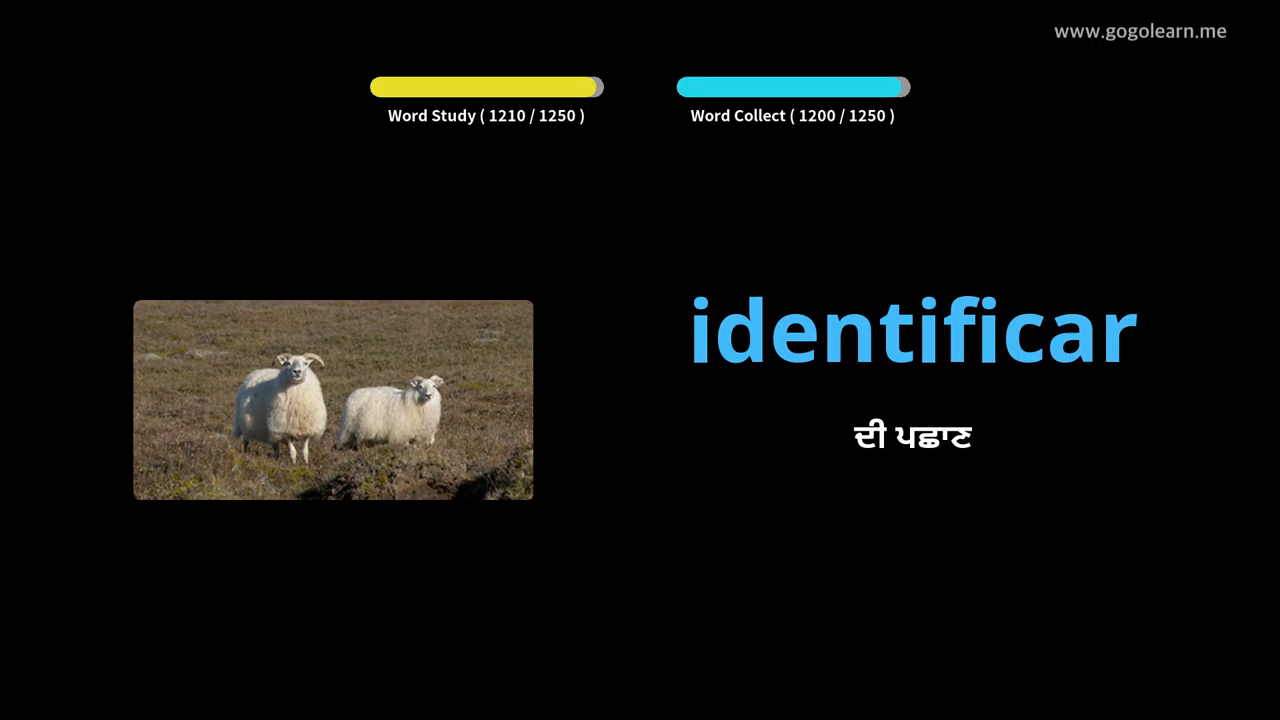 www.gogolearn.me
Word Study ( 1210 / 1250 )
Word Collect ( 1200 / 1250 )
identificar
ਦੀ ਪਛਾਣ